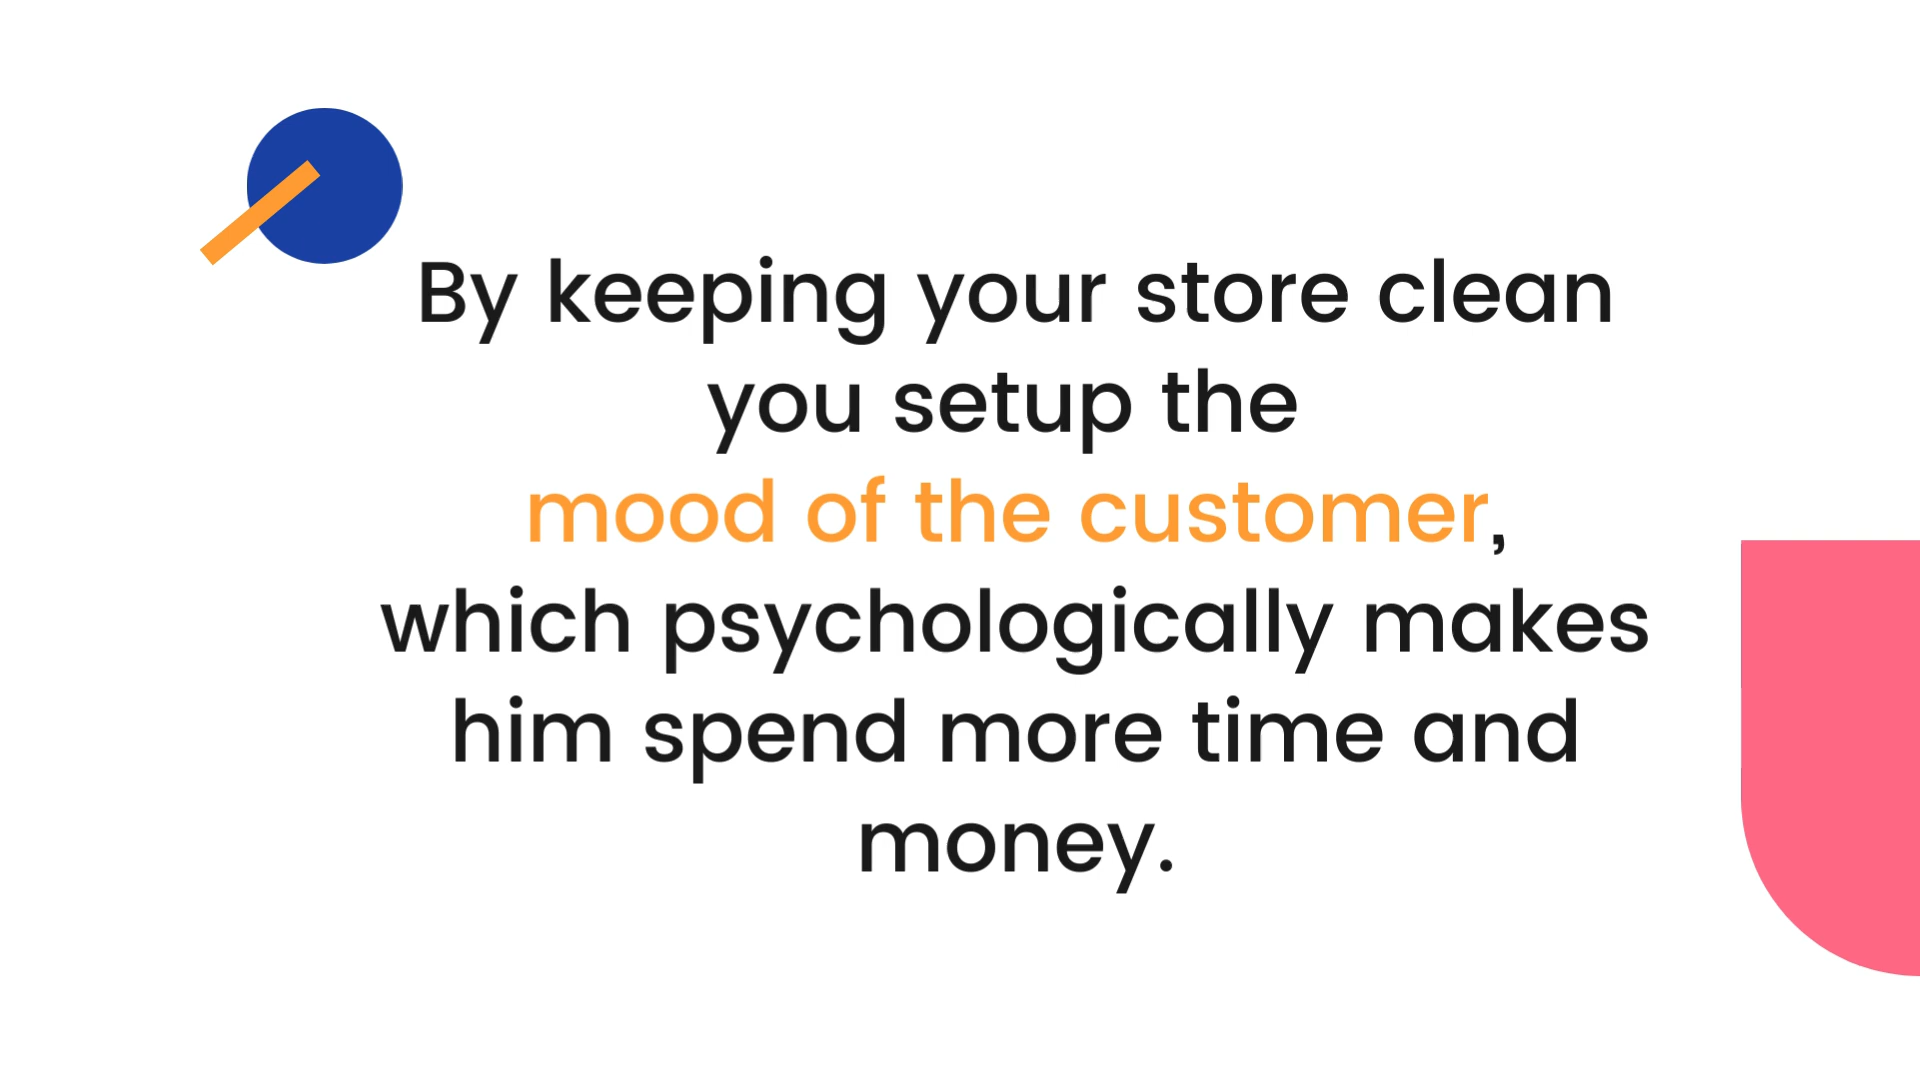 By keeping your store clean
you setup the
mood of the customer,
which psychologically makes
him spend more time and
money.